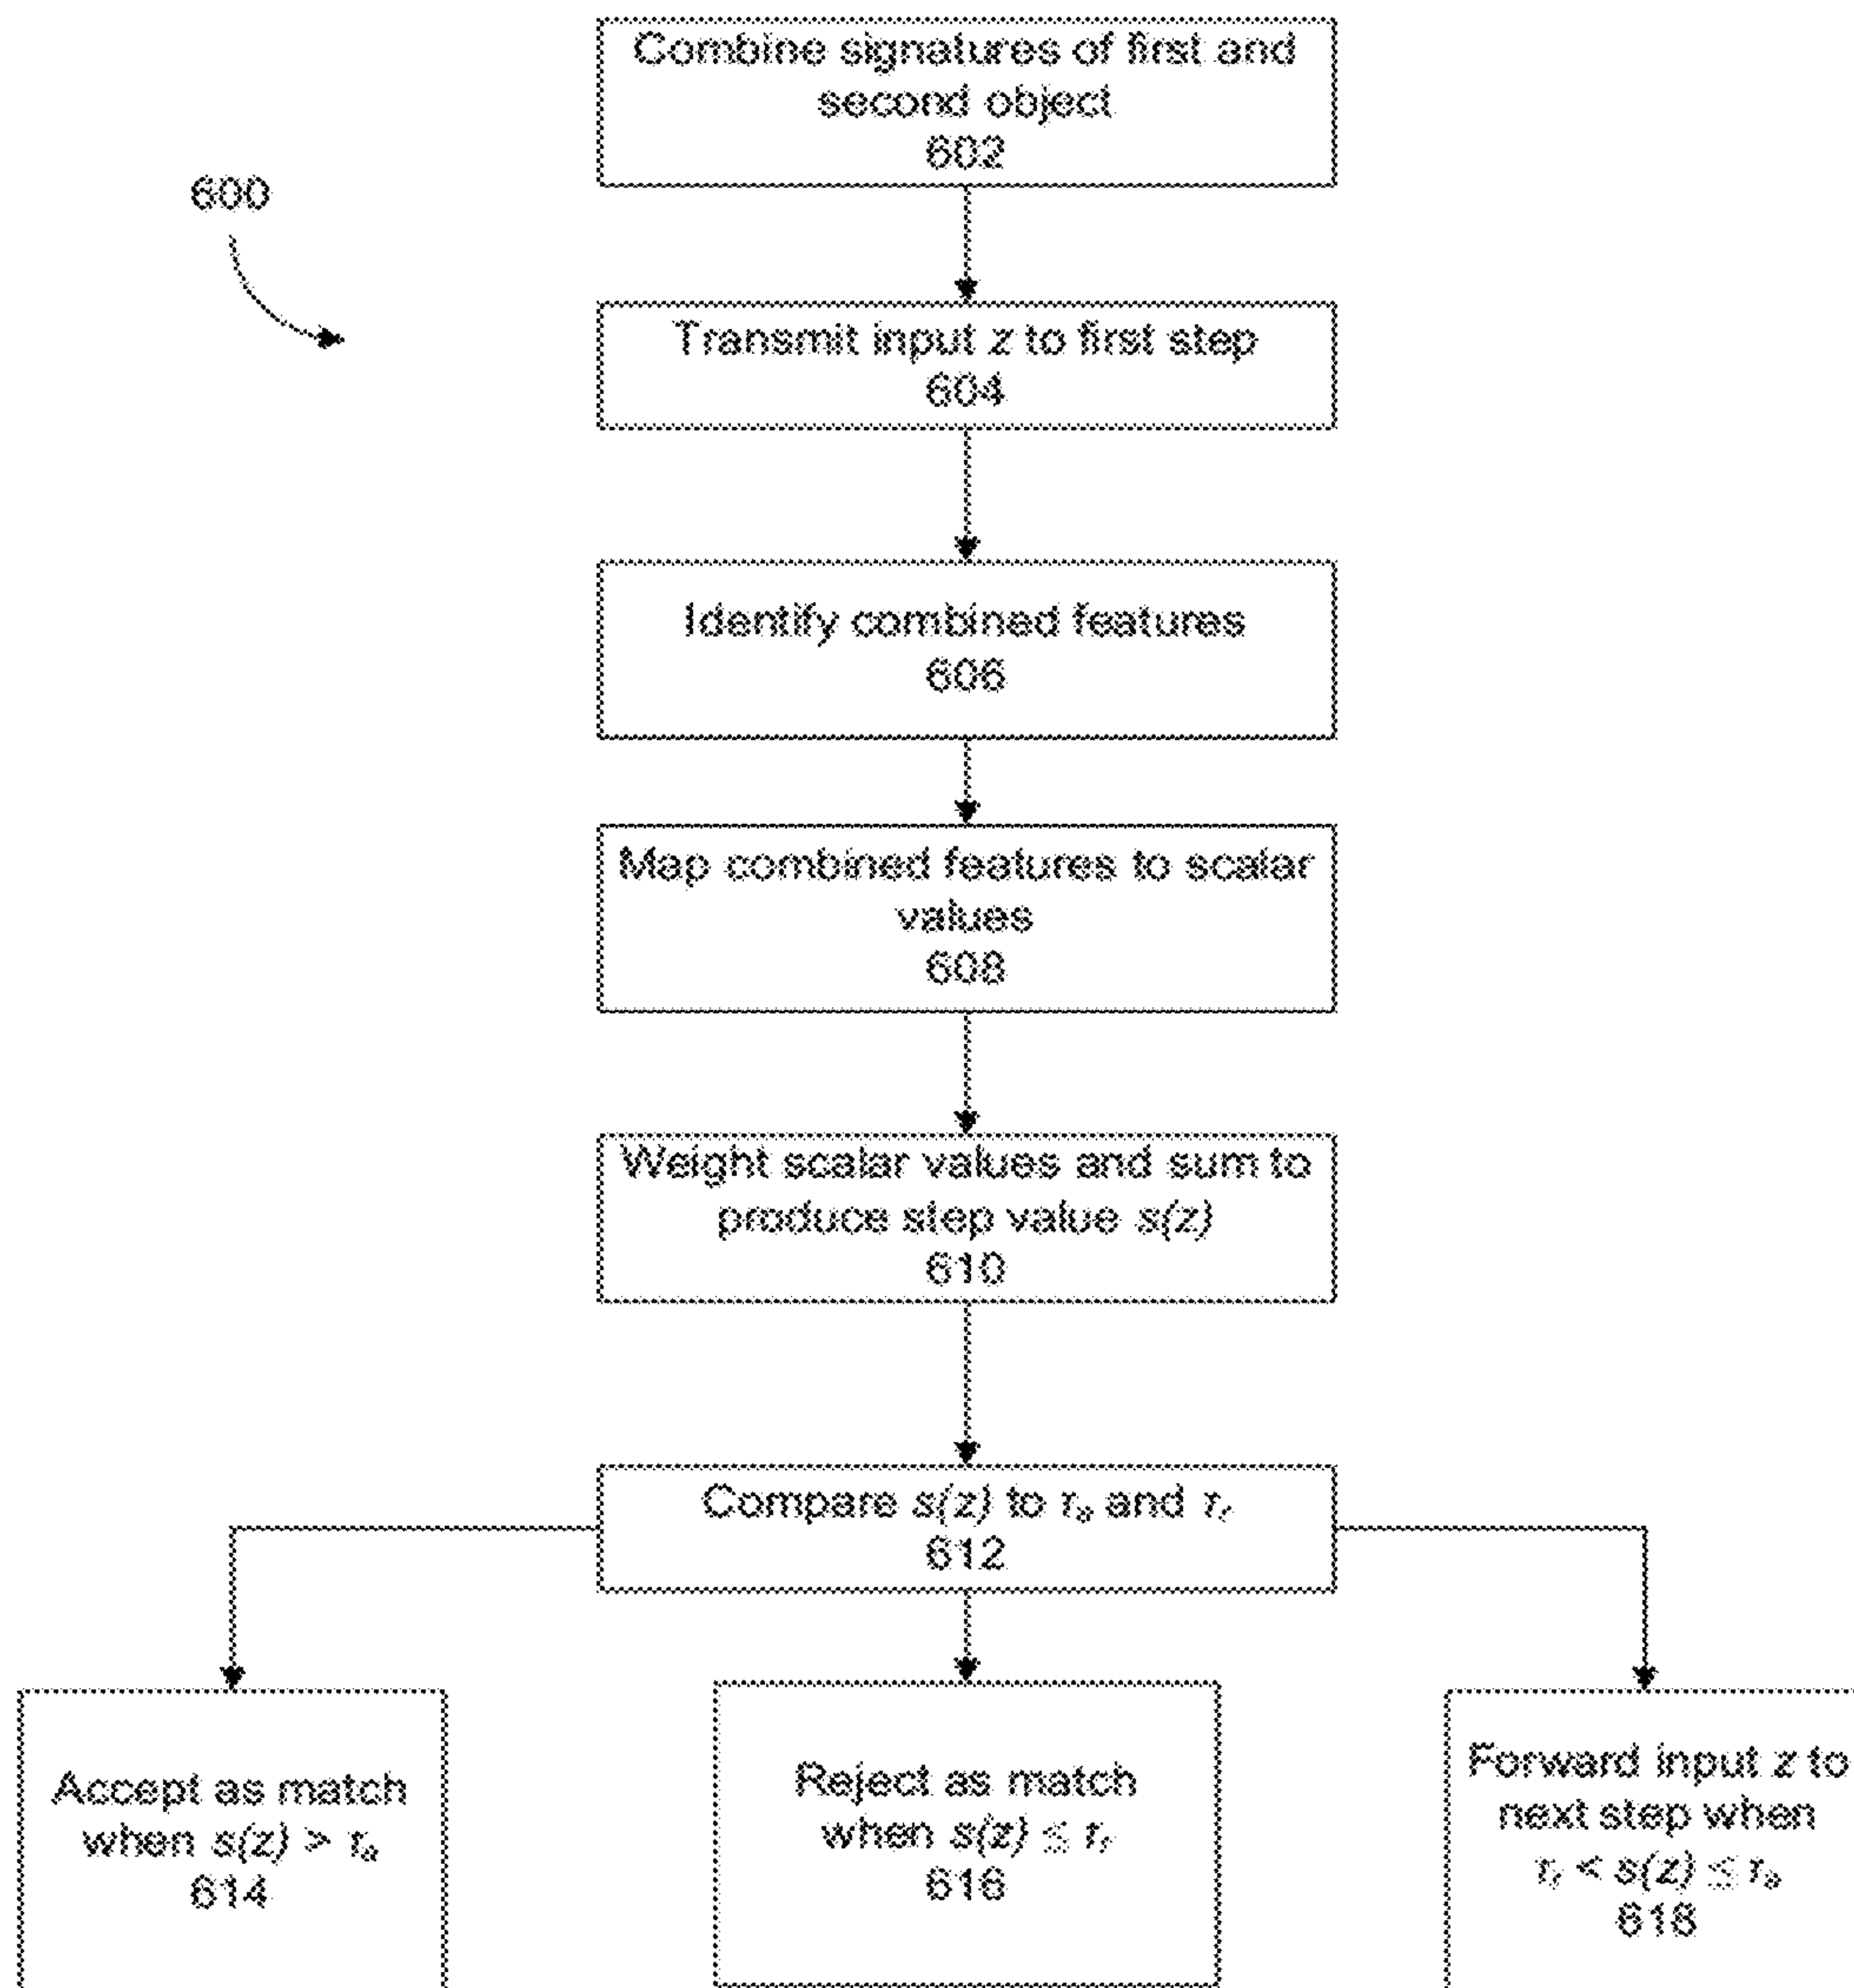 Combine signatures of first and
second object
602
600
Transmit input z to first step
604
Identify combined features
606
Map combined features to scalar
values
608
Weight scalar values and sum to
produce step value s(z)
610
Compare s(z) to τₐ and τᵣ
612
Accept as match
when s(z) > τₐ
614
Reject as match
when s(z) ≤ τᵣ
616
Forward input z to
next step when
τᵣ < s(z) ≤ τₐ
618